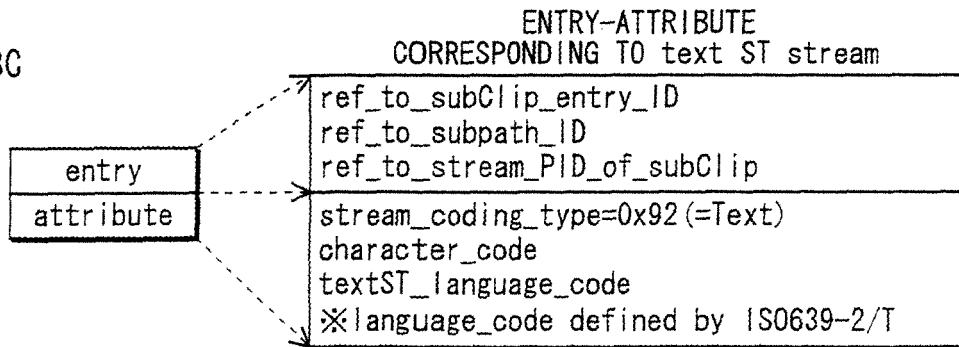 ENTRY-ATTRIBUTE
CORRESPONDING TO text ST stream
ref_to_subClip_entry_ID
ref_to_subpath_ID
ref_to_stream_PID_of_subClip
entry
attribute
stream_coding_type=0x92(=Text)
character_code
textST_language_code
※language_code defined by ISO639-2/T